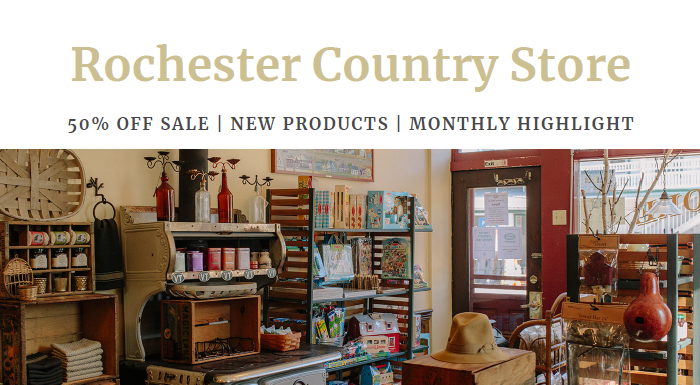 Rochester Country Store
50% OFF SALE | NEW PRODUCTS | MONTHLY HIGHLIGHT